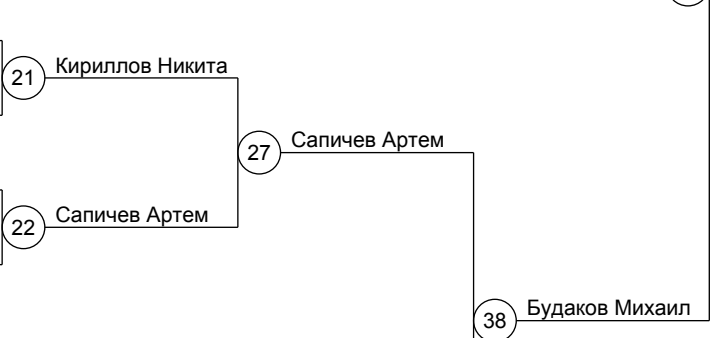 Кириллов Никита
21
Сапичев Артем
27
Сапичев Артем
22
Будаков Михаил
38